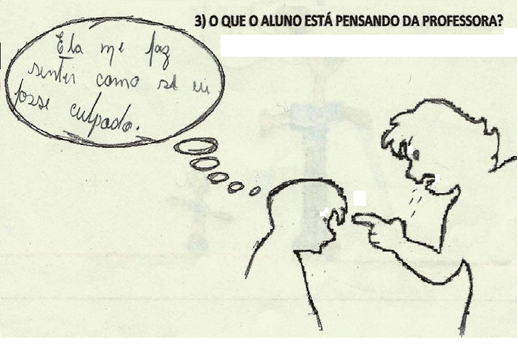 3) O QUE O ALUNO ESTÁ PENSANDO DA PROFESSORA?
Ela me faz
sentir como se eu
fosse culpado.